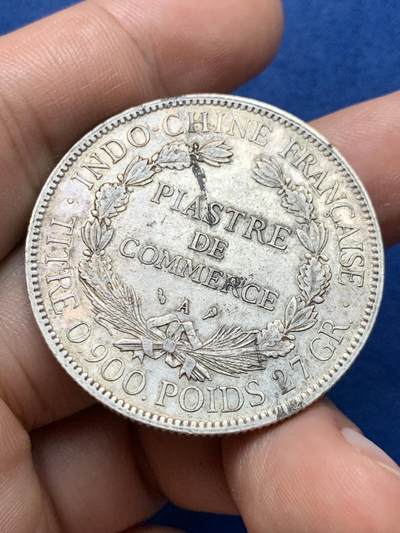 INDO-CHINE FRANÇAISE
PIASTRE
DE
COMMERCE
A
TITRE 0,900. POIDS 27 GR